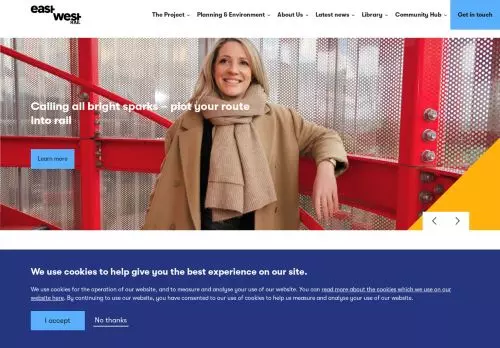 east
west
rail
The Project
Planning & Environment
About Us
Latest news
Library
Community Hub
Get in touch
Calling all bright sparks – plot your route
into rail
Learn more
We use cookies to help give you the best experience on our site.
We use cookies for the operation of our website, and to measure and analyse your use of our website. You can read more about the cookies which we use on our
website here. By continuing to use our website, you have consented to our use of cookies to help us measure and analyse your use of our website.
I accept
No thanks